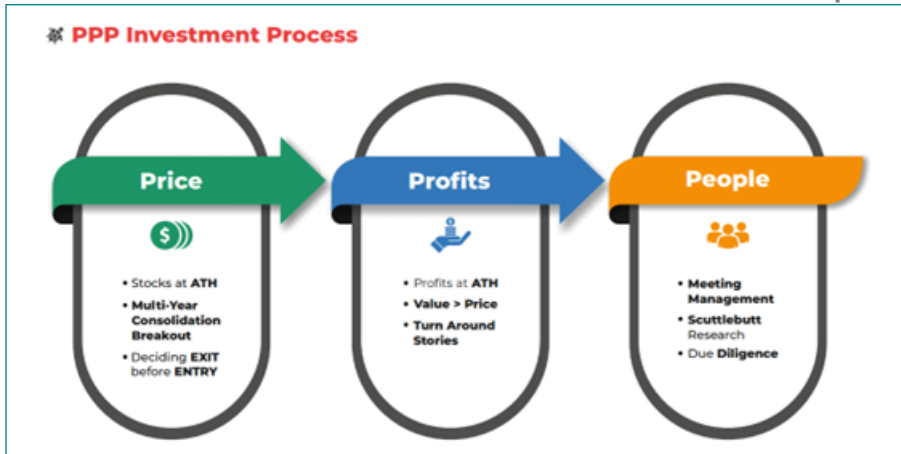 PPP Investment Process
Price
$
• Stocks at ATH
• Multi-Year
Consolidation
Breakout
• Deciding EXIT
before ENTRY
Profits
• Profits at ATH
• Value > Price
• Turn Around
Stories
People
• Meeting
Management
• Scuttlebutt
Research
• Due Diligence